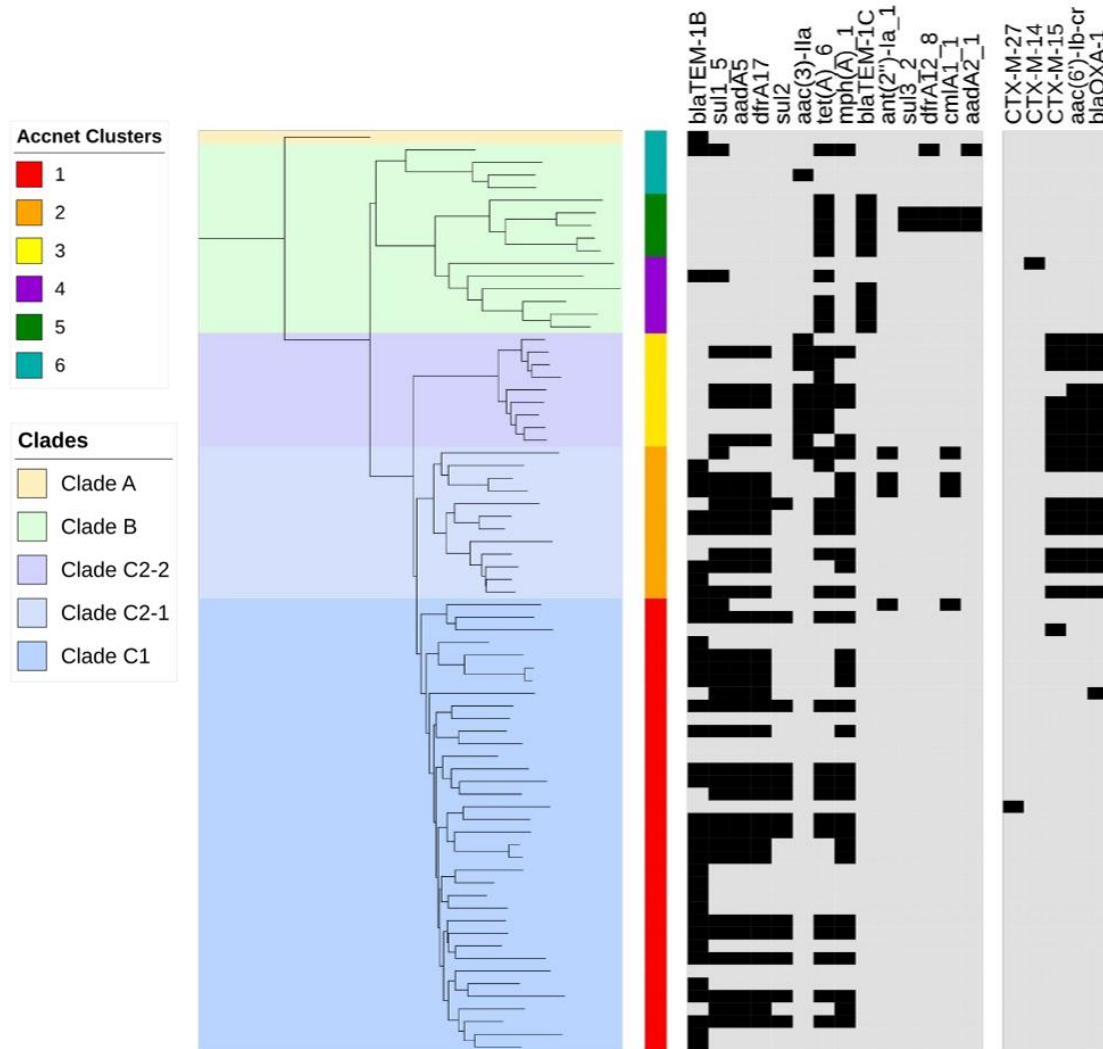 Accnet Clusters
1
2
3
4
5
6
Clades
Clade A
Clade B
Clade C2-2
Clade C2-1
Clade C1
blaTEM-1B
sul1_5
aadA5
dfrA17
sul2
aac(3)-IIa
tet(A)_6
mph(A)_1
blaTEM-1C
ant(2'')-Ia_1
sul3_2
dfrA12_8
cmlA1_1
aadA2_1
CTX-M-27
CTX-M-14
CTX-M-15
aac(6')-Ib-cr
blaOXA-1